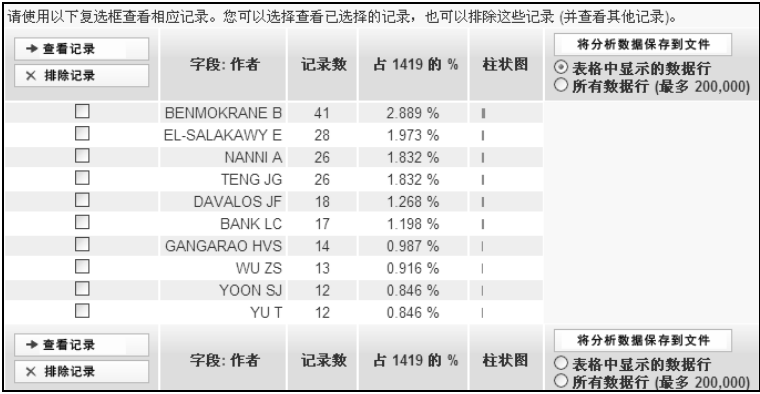 请使用以下复选框查看相应记录。您可以选择查看已选择的记录，也可以排除这些记录 (并查看其他记录)。
➔ 查看记录
× 排除记录
字段: 作者 记录数 占 1419 的 % 柱状图
将分析数据保存到文件
表格中显示的数据行
所有数据行 (最多 200,000)
BENMOKRANE B 41 2.889 %
EL-SALAKAWY E 28 1.973 %
NANNI A 26 1.832 %
TENG JG 26 1.832 %
DAVALOS JF 18 1.268 %
BANK LC 17 1.198 %
GANGARAO HVS 14 0.987 %
WU ZS 13 0.916 %
YOON SJ 12 0.846 %
YU T 12 0.846 %
➔ 查看记录
× 排除记录
字段: 作者 记录数 占 1419 的 % 柱状图
将分析数据保存到文件
表格中显示的数据行
所有数据行 (最多 200,000)